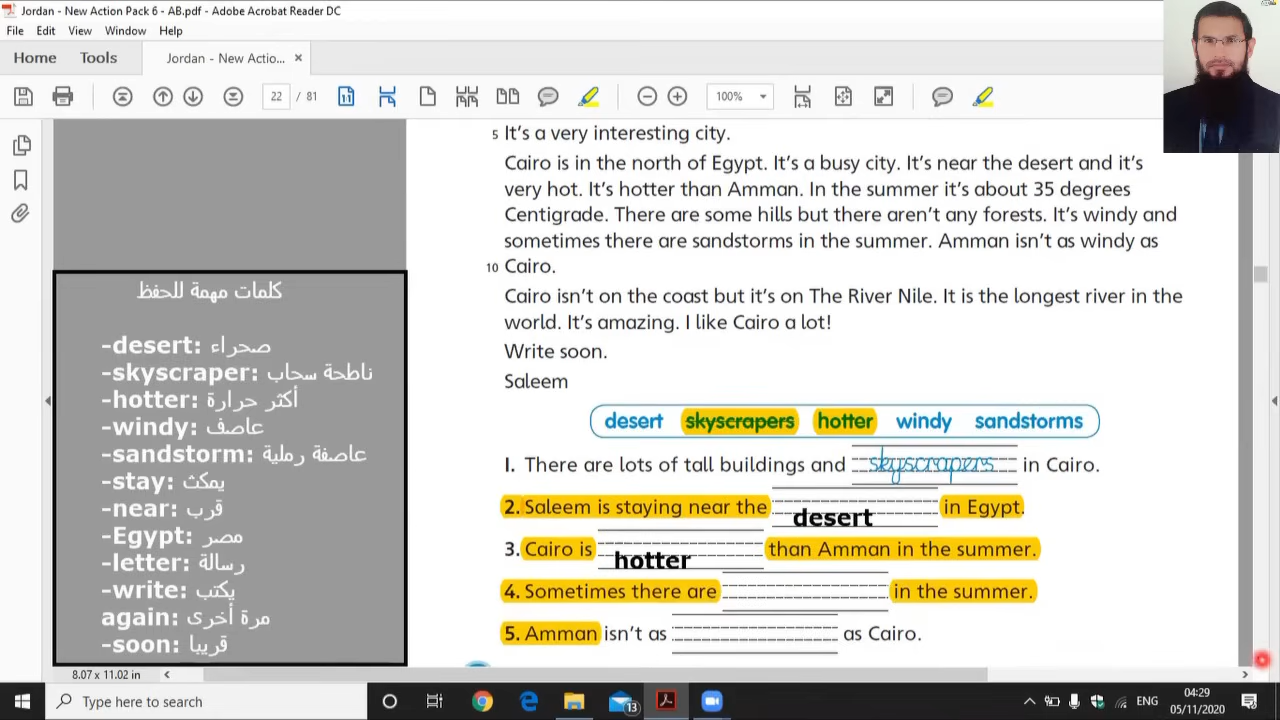 Jordan - New Action Pack 6 - AB.pdf - Adobe Acrobat Reader DC
File Edit View Window Help
Home Tools Jordan - New Actio... ×
22 / 81 100%
5 It's a very interesting city.
Cairo is in the north of Egypt. It's a busy city. It's near the desert and it's
very hot. It's hotter than Amman. In the summer it's about 35 degrees
Centigrade. There are some hills but there aren't any forests. It's windy and
sometimes there are sandstorms in the summer. Amman isn't as windy as
10 Cairo.
Cairo isn't on the coast but it's on The River Nile. It is the longest river in the
world. It's amazing. I like Cairo a lot!
Write soon.
Saleem
desert skyscrapers hotter windy sandstorms
1. There are lots of tall buildings and skyscrapers in Cairo.
2. Saleem is staying near the desert in Egypt.
3. Cairo is hotter than Amman in the summer.
4. Sometimes there are in the summer.
5. Amman isn't as as Cairo.
كلمات مهمة للحفظ
-desert: صحراء
-skyscraper: ناطحة سحاب
-hotter: أكثر حرارة
-windy: عاصف
-sandstorm: عاصفة رملية
-stay: يمكث
-near: قرب
-Egypt: مصر
-letter: رسالة
-write: يكتب
again: مرة أخرى
-soon: قريبا
8.07 x 11.02 in
Type here to search
13
ENG
04:29
05/11/2020